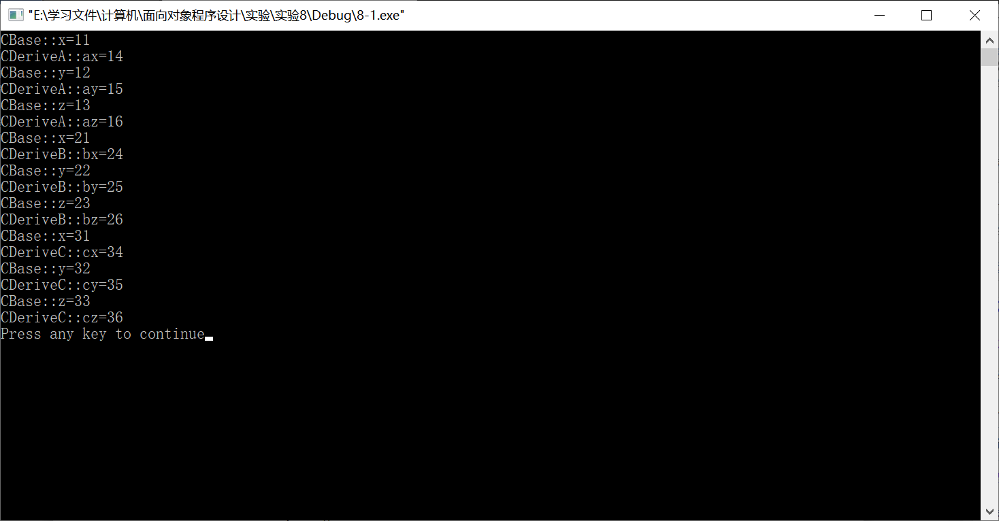 "E:\学习文件\计算机\面向对象程序设计\实验\实验8\Debug\8-1.exe"
CBase::x=11
CDeriveA::ax=14
CBase::y=12
CDeriveA::ay=15
CBase::z=13
CDeriveA::az=16
CBase::x=21
CDeriveB::bx=24
CBase::y=22
CDeriveB::by=25
CBase::z=23
CDeriveB::bz=26
CBase::x=31
CDeriveC::cx=34
CBase::y=32
CDeriveC::cy=35
CBase::z=33
CDeriveC::cz=36
Press any key to continue